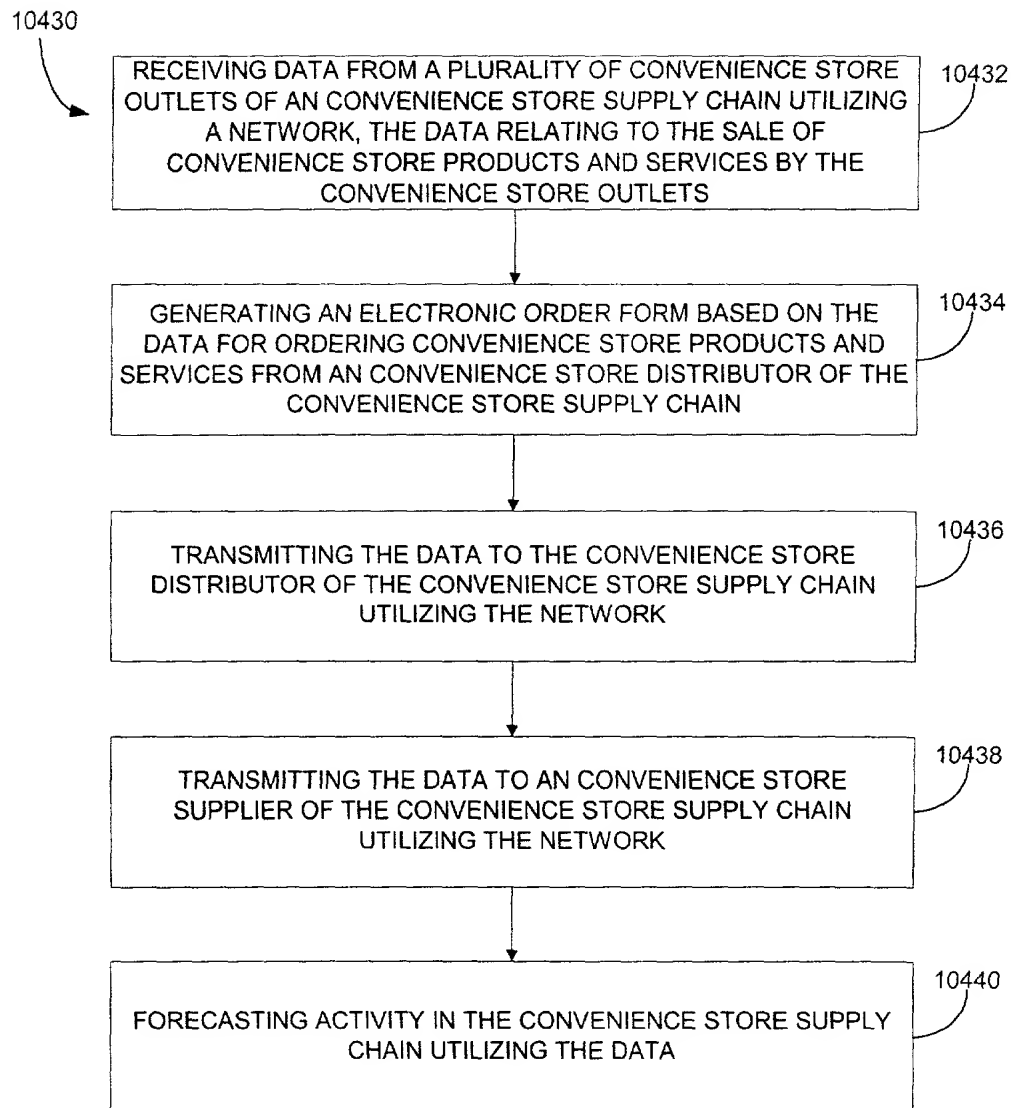 10430
RECEIVING DATA FROM A PLURALITY OF CONVENIENCE STORE
OUTLETS OF AN CONVENIENCE STORE SUPPLY CHAIN UTILIZING
A NETWORK, THE DATA RELATING TO THE SALE OF
CONVENIENCE STORE PRODUCTS AND SERVICES BY THE
CONVENIENCE STORE OUTLETS
10432
GENERATING AN ELECTRONIC ORDER FORM BASED ON THE
DATA FOR ORDERING CONVENIENCE STORE PRODUCTS AND
SERVICES FROM AN CONVENIENCE STORE DISTRIBUTOR OF THE
CONVENIENCE STORE SUPPLY CHAIN
10434
TRANSMITTING THE DATA TO THE CONVENIENCE STORE
DISTRIBUTOR OF THE CONVENIENCE STORE SUPPLY CHAIN
UTILIZING THE NETWORK
10436
TRANSMITTING THE DATA TO AN CONVENIENCE STORE
SUPPLIER OF THE CONVENIENCE STORE SUPPLY CHAIN
UTILIZING THE NETWORK
10438
FORECASTING ACTIVITY IN THE CONVENIENCE STORE SUPPLY
CHAIN UTILIZING THE DATA
10440